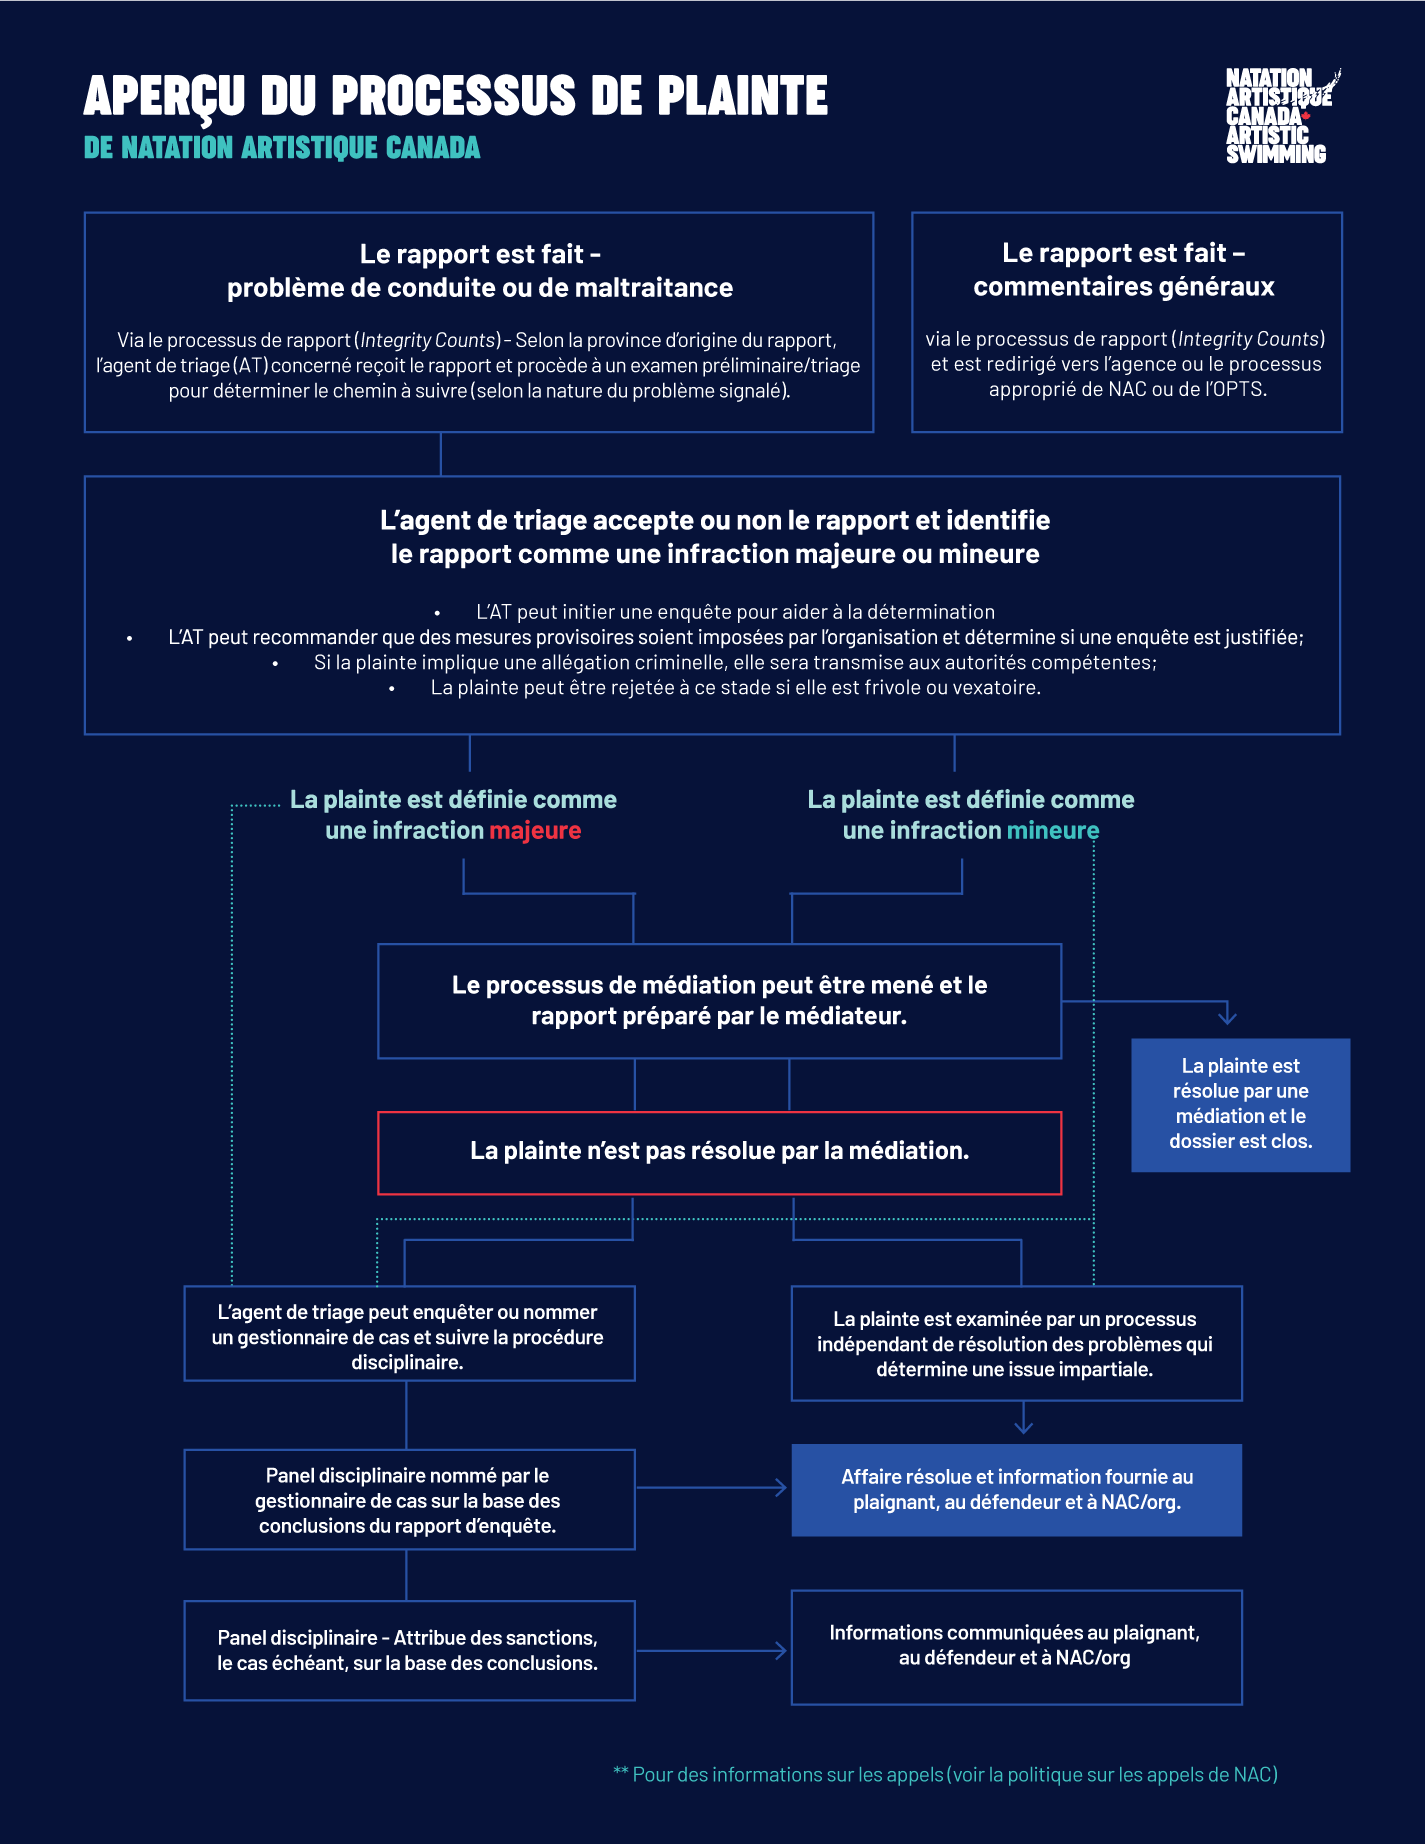 APERÇU DU PROCESSUS DE PLAINTE
DE NATATION ARTISTIQUE CANADA
NATATION
ARTISTIQUE
CANADA
ARTISTIC
SWIMMING
Le rapport est fait -
problème de conduite ou de maltraitance
Via le processus de rapport (Integrity Counts) - Selon la province d’origine du rapport,
l’agent de triage (AT) concerné reçoit le rapport et procède à un examen préliminaire/triage
pour déterminer le chemin à suivre (selon la nature du problème signalé).
Le rapport est fait –
commentaires généraux
via le processus de rapport (Integrity Counts)
et est redirigé vers l’agence ou le processus
approprié de NAC ou de l’OPTS.
L’agent de triage accepte ou non le rapport et identifie
le rapport comme une infraction majeure ou mineure
• L’AT peut initier une enquête pour aider à la détermination
• L’AT peut recommander que des mesures provisoires soient imposées par l’organisation et détermine si une enquête est justifiée;
• Si la plainte implique une allégation criminelle, elle sera transmise aux autorités compétentes;
• La plainte peut être rejetée à ce stade si elle est frivole ou vexatoire.
La plainte est définie comme
une infraction majeure
La plainte est définie comme
une infraction mineure
Le processus de médiation peut être mené et le
rapport préparé par le médiateur.
La plainte est
résolue par une
médiation et le
dossier est clos.
La plainte n’est pas résolue par la médiation.
L’agent de triage peut enquêter ou nommer
un gestionnaire de cas et suivre la procédure
disciplinaire.
La plainte est examinée par un processus
indépendant de résolution des problèmes qui
détermine une issue impartiale.
Panel disciplinaire nommé par le
gestionnaire de cas sur la base des
conclusions du rapport d’enquête.
Affaire résolue et information fournie au
plaignant, au défendeur et à NAC/org.
Panel disciplinaire - Attribue des sanctions,
le cas échéant, sur la base des conclusions.
Informations communiquées au plaignant,
au défendeur et à NAC/org
** Pour des informations sur les appels (voir la politique sur les appels de NAC)